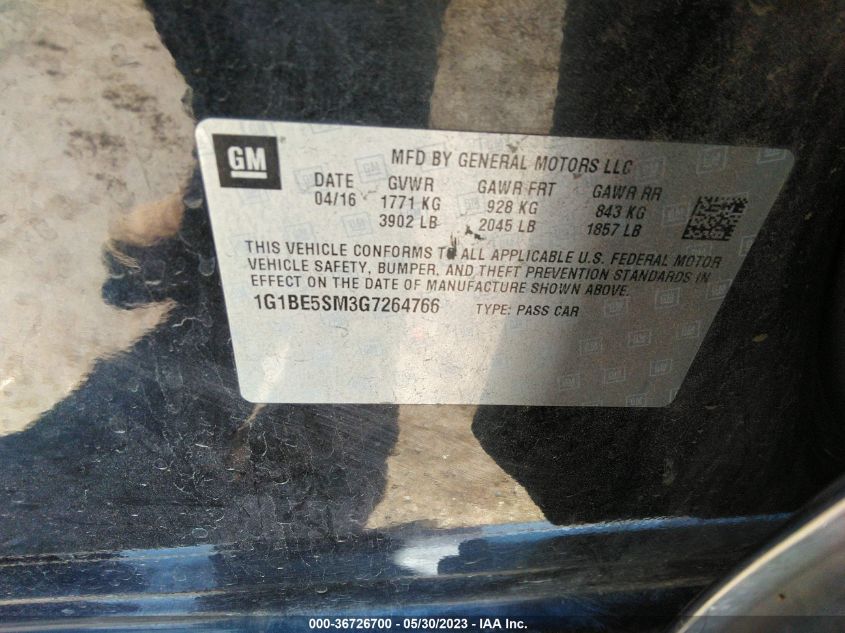 GM
MFD BY GENERAL MOTORS LLC
DATE GVWR GAWR FRT GAWR RR
04/16 1771 KG 928 KG 843 KG
3902 LB 2045 LB 1857 LB
THIS VEHICLE CONFORMS TO ALL APPLICABLE U.S. FEDERAL MOTOR
VEHICLE SAFETY, BUMPER, AND THEFT PREVENTION STANDARDS IN
EFFECT ON THE DATE OF MANUFACTURE SHOWN ABOVE.
1G1BE5SM3G7264766 TYPE: PASS CAR
000-36726700 - 05/30/2023 - IAA Inc.